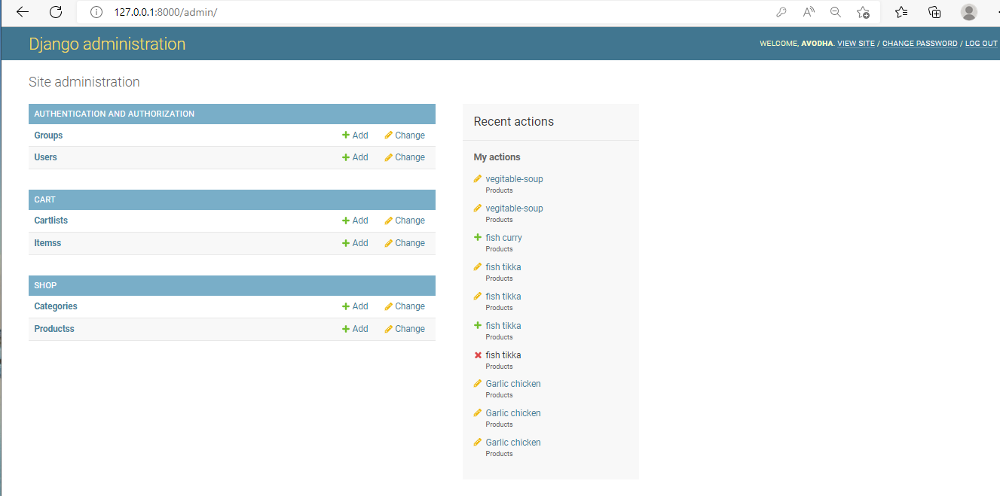 127.0.0.1:8000/admin/
Django administration
WELCOME, AVODHA. VIEW SITE / CHANGE PASSWORD / LOG OUT
Site administration
AUTHENTICATION AND AUTHORIZATION
Groups Add Change
Users Add Change
CART
Cartlists Add Change
Itemss Add Change
SHOP
Categories Add Change
Productss Add Change
Recent actions
My actions
vegitable-soup
Products
vegitable-soup
Products
fish curry
Products
fish tikka
Products
fish tikka
Products
fish tikka
Products
fish tikka
Products
Garlic chicken
Products
Garlic chicken
Products
Garlic chicken
Products